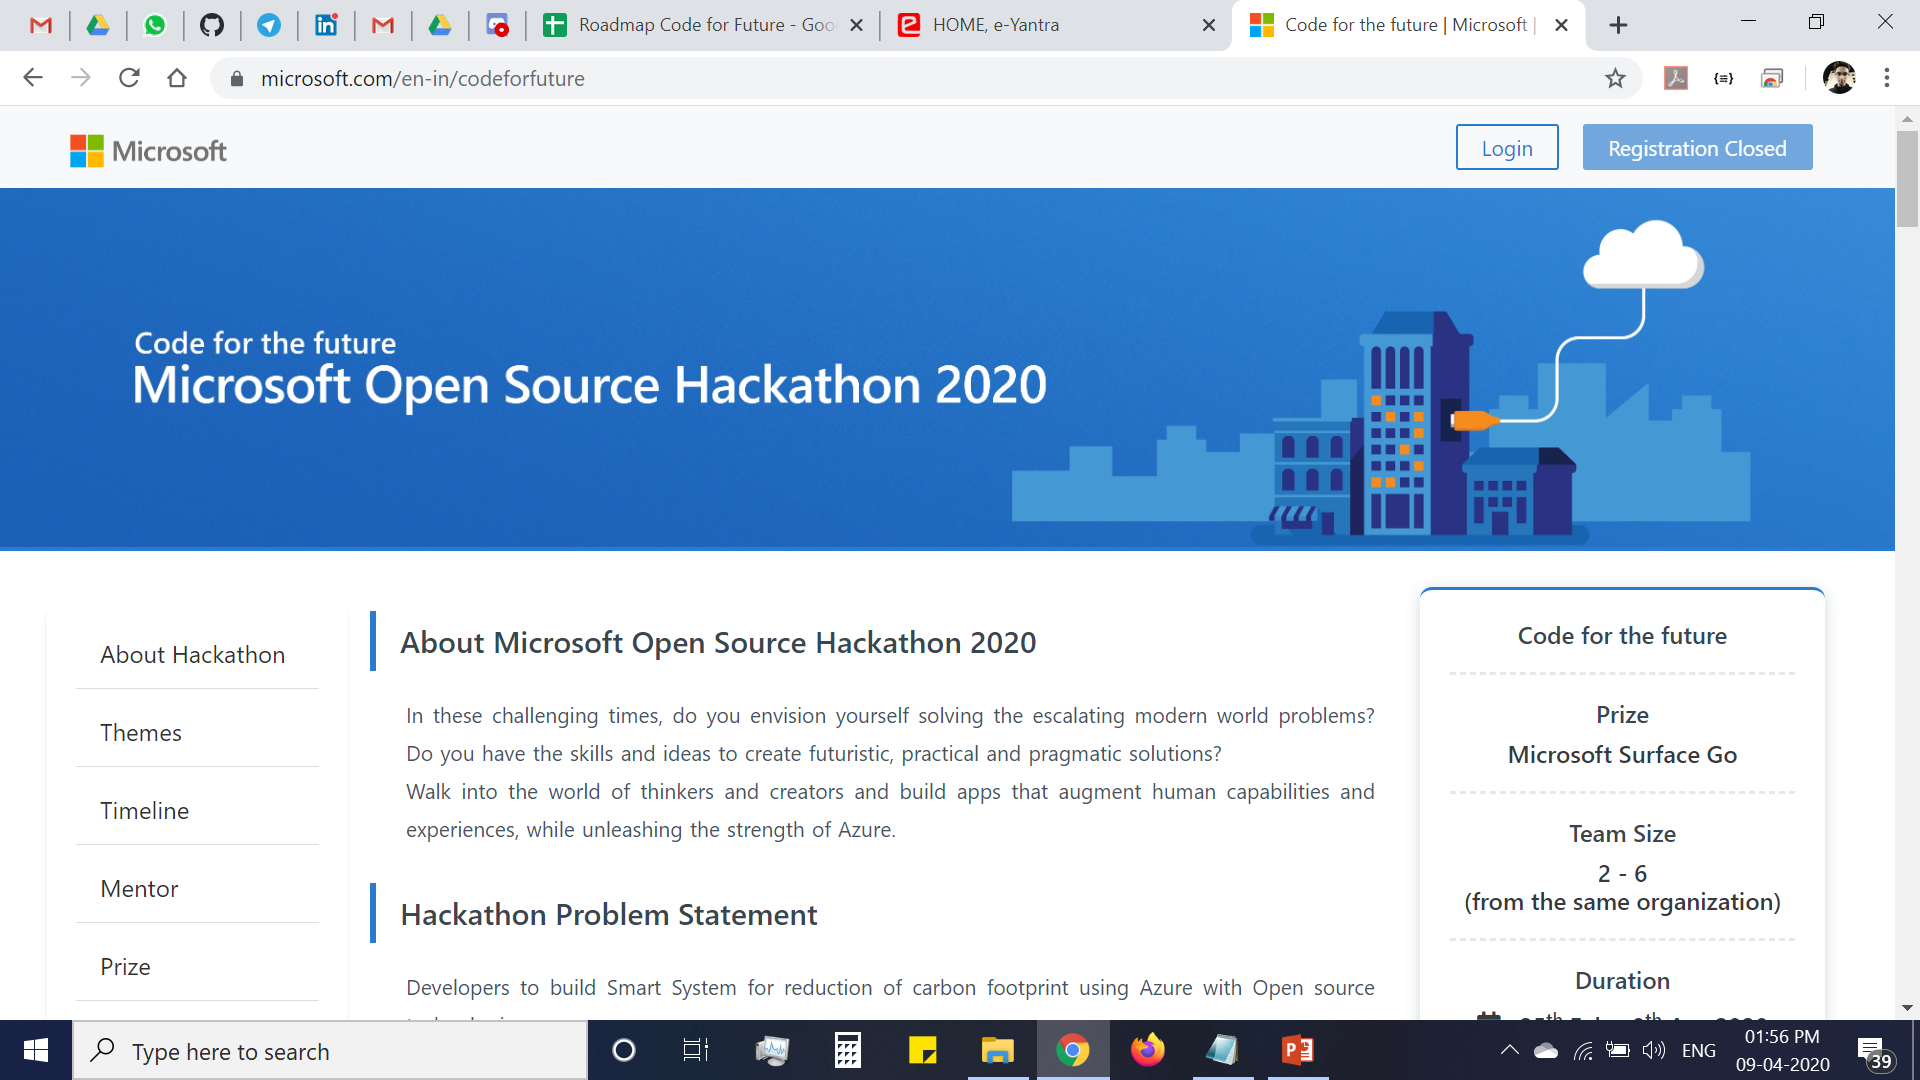 Roadmap Code for Future - Goo
HOME, e-Yantra
Code for the future | Microsoft |
microsoft.com/en-in/codeforfuture
Microsoft
Login
Registration Closed
Code for the future
Microsoft Open Source Hackathon 2020
About Hackathon
Themes
Timeline
Mentor
Prize
About Microsoft Open Source Hackathon 2020
In these challenging times, do you envision yourself solving the escalating modern world problems?
Do you have the skills and ideas to create futuristic, practical and pragmatic solutions?
Walk into the world of thinkers and creators and build apps that augment human capabilities and
experiences, while unleashing the strength of Azure.
Hackathon Problem Statement
Developers to build Smart System for reduction of carbon footprint using Azure with Open source
Code for the future
Prize
Microsoft Surface Go
Team Size
2 - 6
(from the same organization)
Duration
Type here to search
ENG
01:56 PM
09-04-2020
39